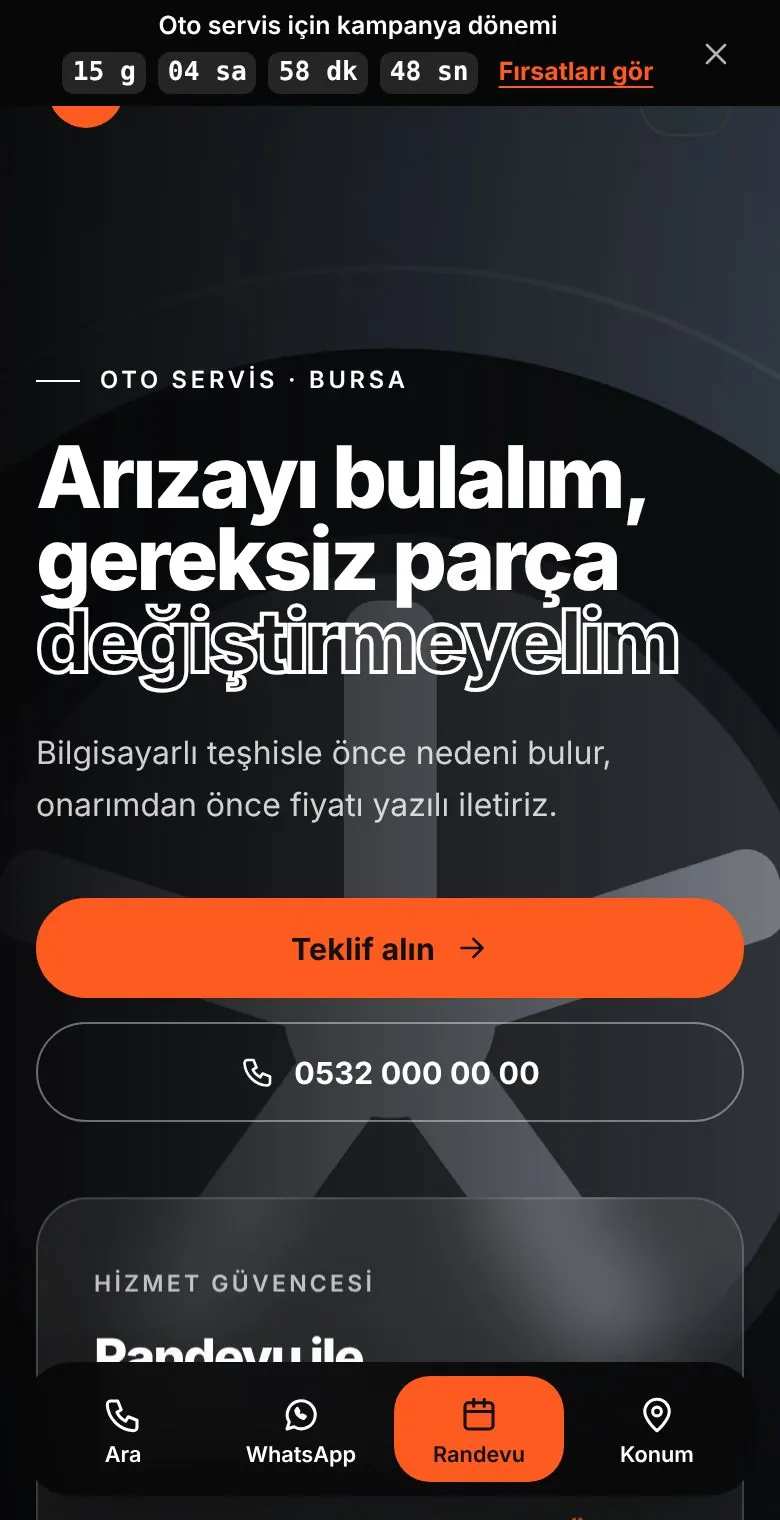 Oto servis için kampanya dönemi
15 g 04 sa 58 dk 48 sn Fırsatları gör
OTO SERVİS · BURSA
Arızayı bulalım,
gereksiz parça
değiştirmeyelim
Bilgisayarlı teşhisle önce nedeni bulur,
onarımdan önce fiyatı yazılı iletiriz.
Teklif alın →
0532 000 00 00
HİZMET GÜVENCESİ
Randevu ile
Ara WhatsApp Randevu Konum